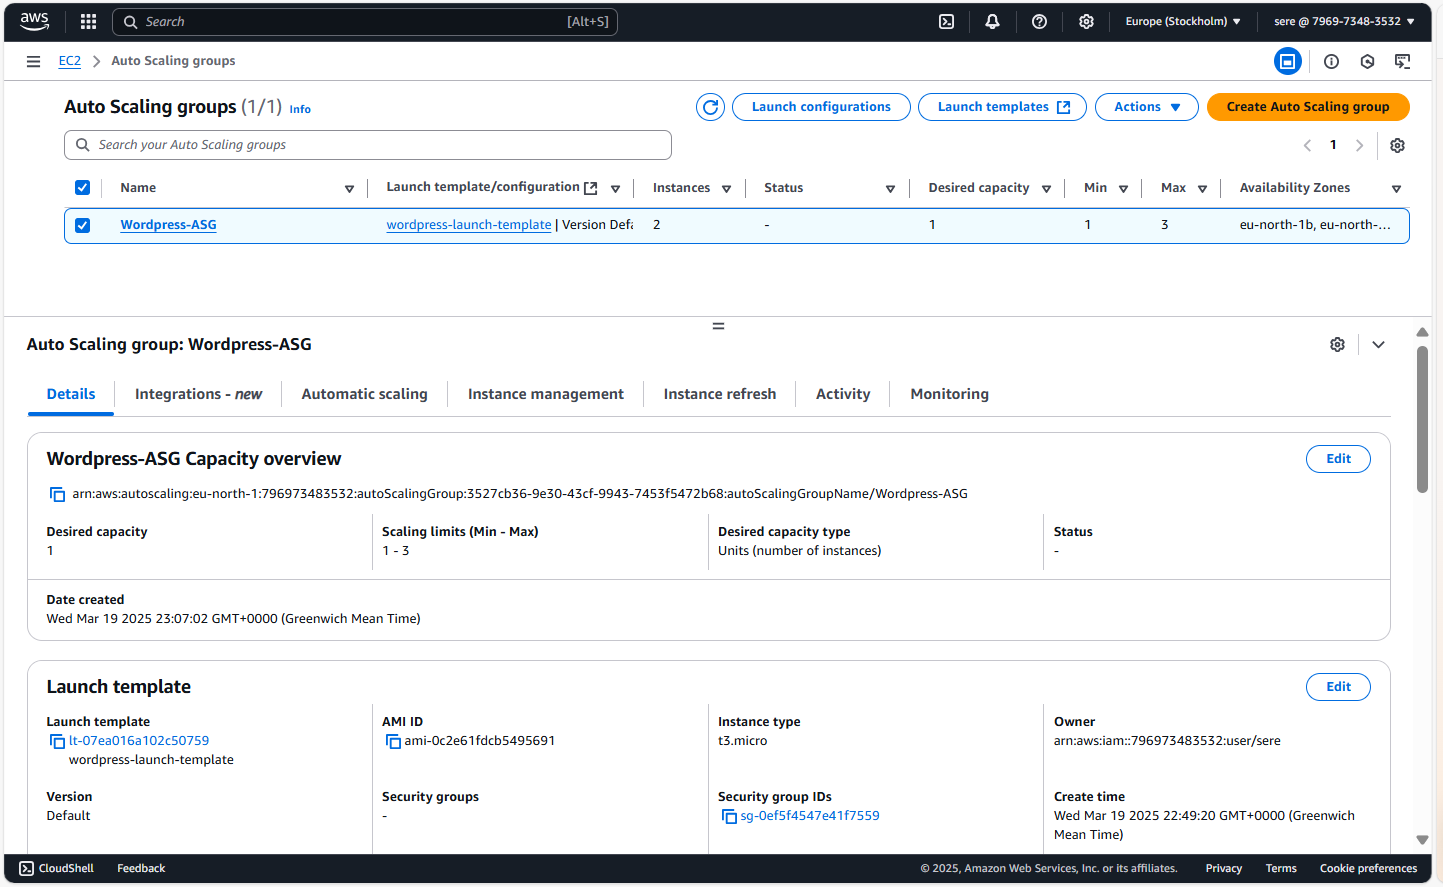 aws Search [Alt+S] Europe (Stockholm) sere @ 7969-7348-3532
EC2 Auto Scaling groups
Auto Scaling groups (1/1) Info Launch configurations Launch templates Actions Create Auto Scaling group
Search your Auto Scaling groups 1
Name Launch template/configuration Instances Status Desired capacity Min Max Availability Zones
Wordpress-ASG wordpress-launch-template | Version Defa 2 - 1 1 3 eu-north-1b, eu-north-...
Auto Scaling group: Wordpress-ASG
Details Integrations - new Automatic scaling Instance management Instance refresh Activity Monitoring
Wordpress-ASG Capacity overview Edit
arn:aws:autoscaling:eu-north-1:796973483532:autoScalingGroup:3527cb36-9e30-43cf-9943-7453f5472b68:autoScalingGroupName/Wordpress-ASG
Desired capacity Scaling limits (Min - Max) Desired capacity type Status
1 1 - 3 Units (number of instances) -
Date created
Wed Mar 19 2025 23:07:02 GMT+0000 (Greenwich Mean Time)
Launch template Edit
Launch template AMI ID Instance type Owner
lt-07ea016a102c50759 ami-0c2e61fdcb5495691 t3.micro arn:aws:iam::796973483532:user/sere
wordpress-launch-template
Version Security groups Security group IDs Create time
Default - sg-0ef5f4547e41f7559 Wed Mar 19 2025 22:49:20 GMT+0000 (Greenwich
Mean Time)
CloudShell Feedback © 2025, Amazon Web Services, Inc. or its affiliates. Privacy Terms Cookie preferences